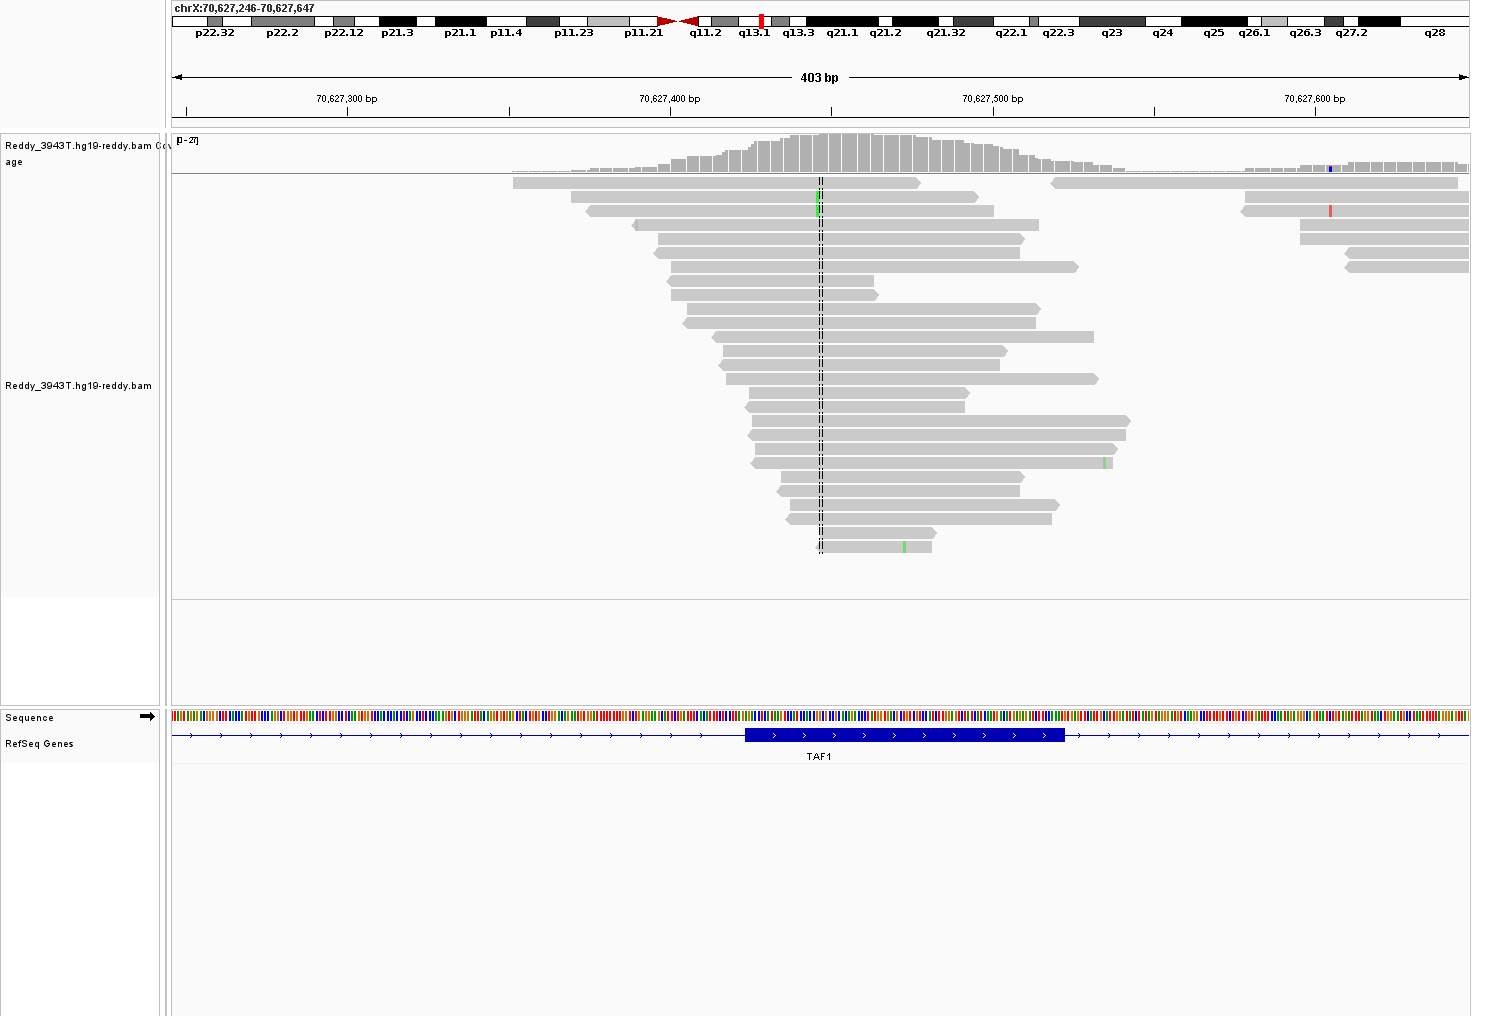 chrX:70,627,246-70,627,647
p22.32 p22.2 p22.12 p21.3 p21.1 p11.4 p11.23 p11.21 q11.2 q13.1 q13.3 q21.1 q21.2 q21.32 q22.1 q22.3 q23 q24 q25 q26.1 q26.3 q27.2 q28
403 bp
70,627,300 bp 70,627,400 bp 70,627,500 bp 70,627,600 bp
[0 - 27]
Reddy_3943T.hg19-reddy.bam Cov
age
Reddy_3943T.hg19-reddy.bam
Sequence
RefSeq Genes
TAF1